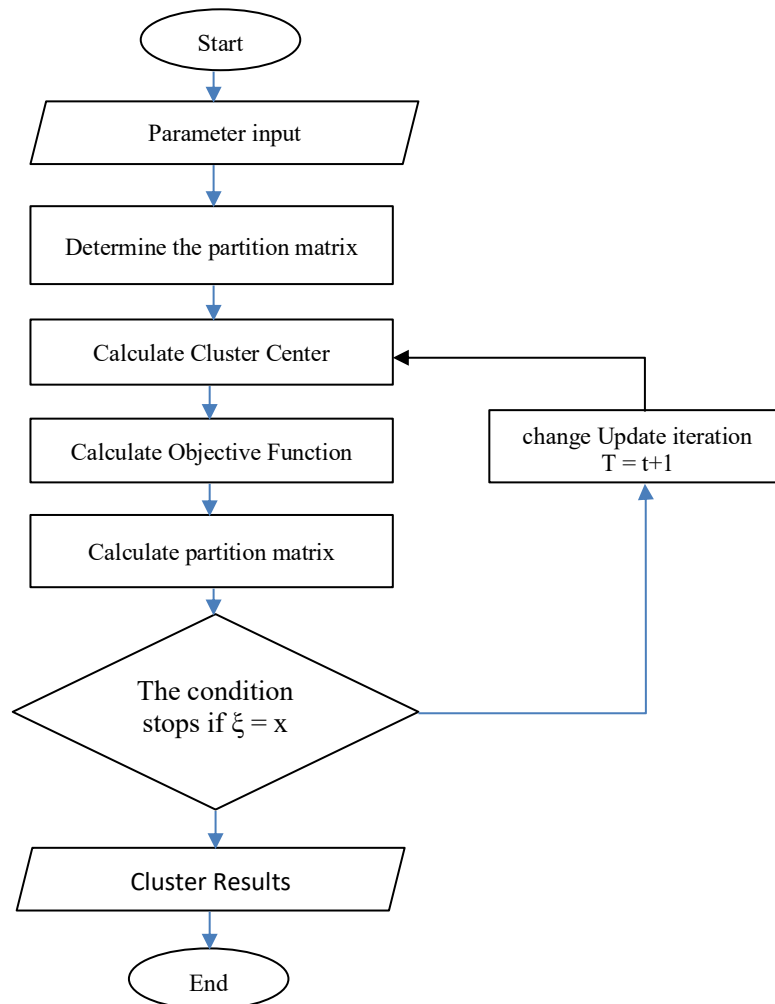 Start
Parameter input
Determine the partition matrix
Calculate Cluster Center
change Update iteration
T = t+1
Calculate Objective Function
Calculate partition matrix
The condition
stops if ξ = x
Cluster Results
End